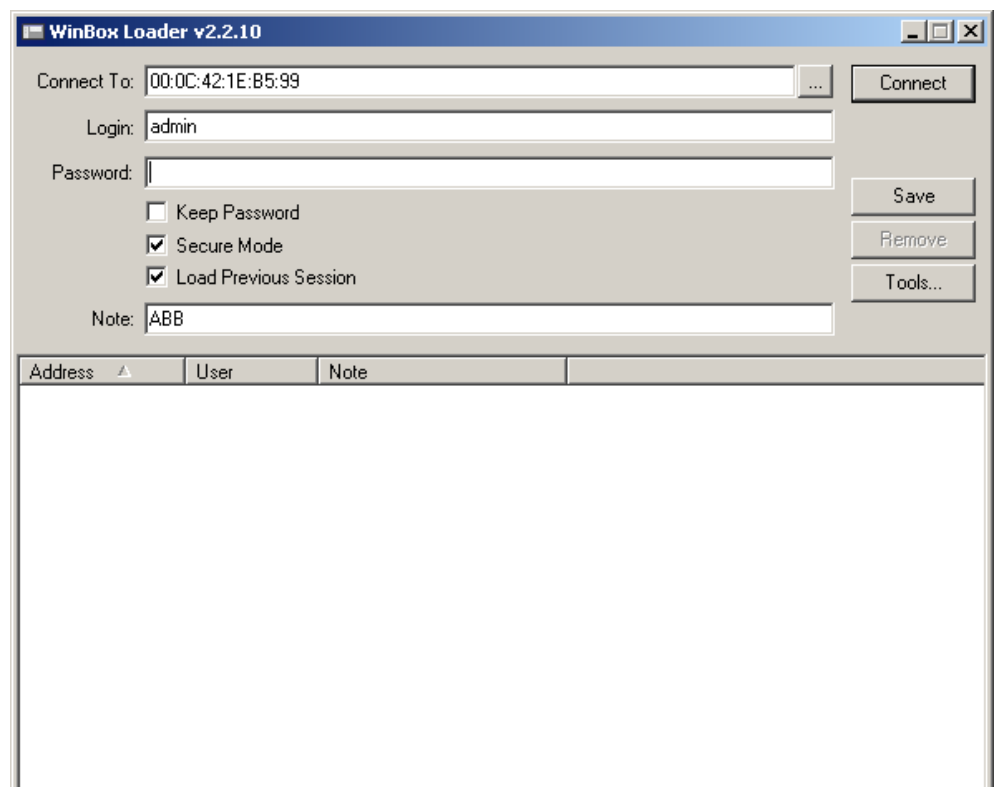 WinBox Loader v2.2.10
Connect To: 00:0C:42:1E:B5:99 ... Connect
Login: admin
Password:
Save
Keep Password
Remove
Secure Mode
Load Previous Session
Tools...
Note: ABB
Address User Note